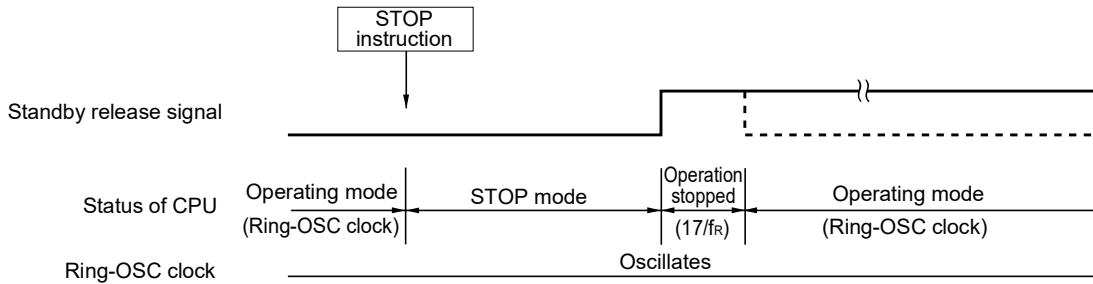 STOP
instruction
Standby release signal
Status of CPU
Operating mode
(Ring-OSC clock)
STOP mode
Operation
stopped
(17/fR)
Operating mode
(Ring-OSC clock)
Ring-OSC clock
Oscillates